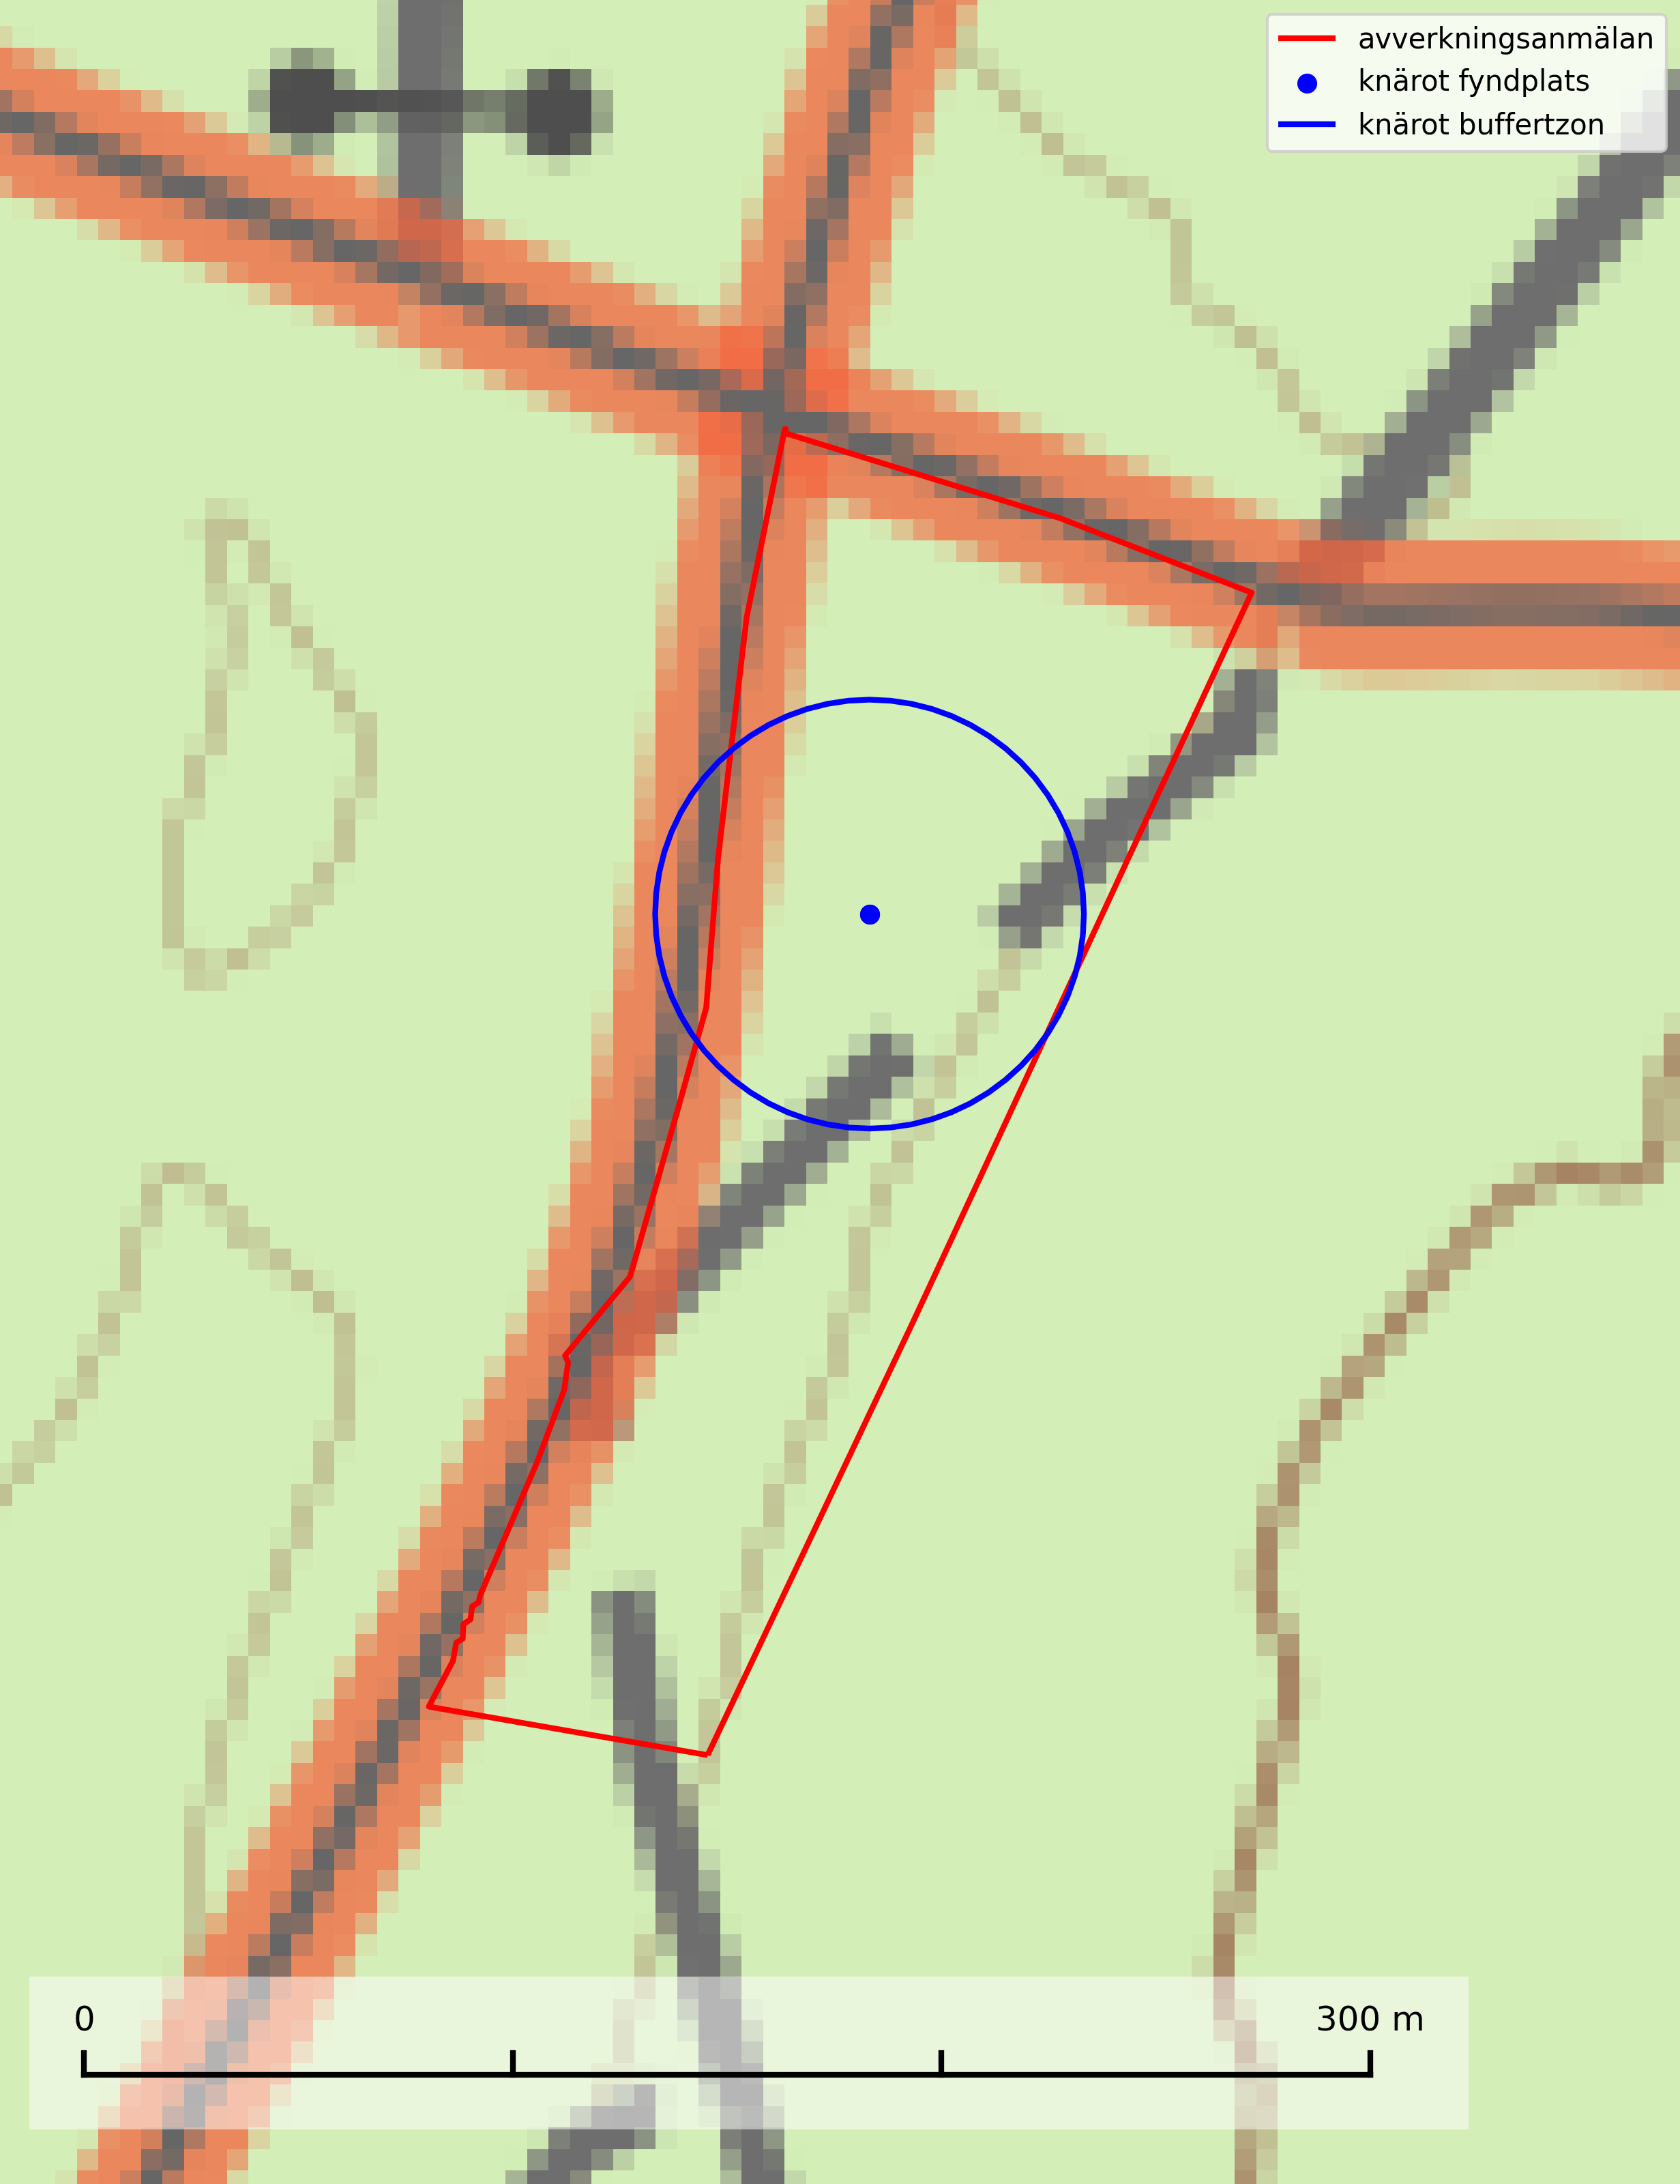 avverkningsanmälan
knärot fyndplats
knärot buffertzon
0
300 m